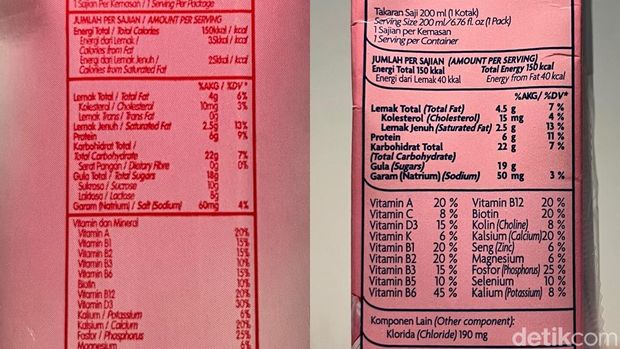 1 Sajian Per Kemasan / 1 Serving per Package
JUMLAH PER SAJIAN / AMOUNT PER SERVING
Energi Total / Total Calories 150kkal / kcal
Energi dari Lemak / 35kkal / kcal
Calories from Fat
Energi dari Lemak Jenuh / 25kkal / kcal
Calories from Saturated Fat
%AKG / %DV*
Lemak Total / Total Fat 4g 6%
Kolesterol / Cholesterol 10mg 3%
Lemak Trans / Trans Fat 0g
Lemak Jenuh / Saturated Fat 2.5g 13%
Protein 6g 9%
Karbohidrat Total /
Total Carbohydrate 22g 7%
Serat Pangan / Dietary Fibre 0g 0%
Gula Total / Total Sugars 18g
Sukrosa / Sucrose 10g
Laktosa / Lactose 8g
Garam (Natrium) / Salt (Sodium) 60mg 4%
Vitamin dan Mineral
Vitamin A 20%
Vitamin B1 15%
Vitamin B2 20%
Vitamin B3 15%
Vitamin B6 15%
Biotin 10%
Vitamin B12 20%
Vitamin D3 30%
Kalium / Potassium 6%
Kalsium / Calcium 20%
Fosfor / Phosphorus 25%
Magnesium 6%
Takaran Saji 200 ml (1 Kotak)
Serving Size 200 ml/6.76 fl. oz (1 Pack)
1 Sajian per Kemasan
1 Serving per Container
JUMLAH PER SAJIAN (AMOUNT PER SERVING)
Energi Total 150 kkal Total Energy 150 kcal
Energi dari Lemak 40 kkal Energy from Fat 40 kcal
%AKG/%DV*
Lemak Total (Total Fat) 4.5 g 7 %
Kolesterol (Cholesterol) 15 mg 4 %
Lemak Jenuh (Saturated Fat) 2.5 g 13 %
Protein 6 g 11 %
Karbohidrat Total 22 g 7 %
(Total Carbohydrate)
Gula (Sugars) 19 g
Garam (Natrium) (Sodium) 50 mg 3 %
Vitamin A 20 % Vitamin B12 20 %
Vitamin C 8 % Biotin 20 %
Vitamin D3 15 % Kolin (Choline) 8 %
Vitamin K 6 % Kalsium (Calcium) 20 %
Vitamin B1 20 % Seng (Zinc) 6 %
Vitamin B2 20 % Magnesium 6 %
Vitamin B3 15 % Fosfor (Phosphorus) 25 %
Vitamin B5 15 % Selenium 10 %
Vitamin B6 45 % Kalium (Potassium) 8 %
Komponen Lain (Other component):
Klorida (Chloride) 190 mg
detikcom